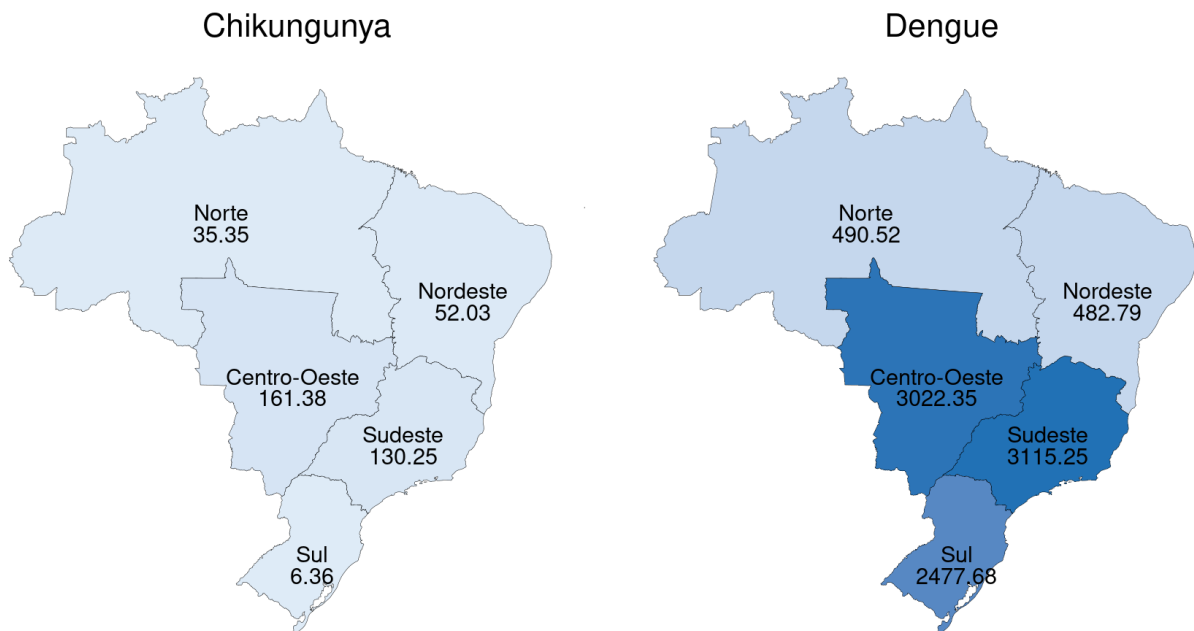 Chikungunya
Norte
35.35
Nordeste
52.03
Centro-Oeste
161.38
Sudeste
130.25
Sul
6.36
Dengue
Norte
490.52
Nordeste
482.79
Centro-Oeste
3022.35
Sudeste
3115.25
Sul
2477.68